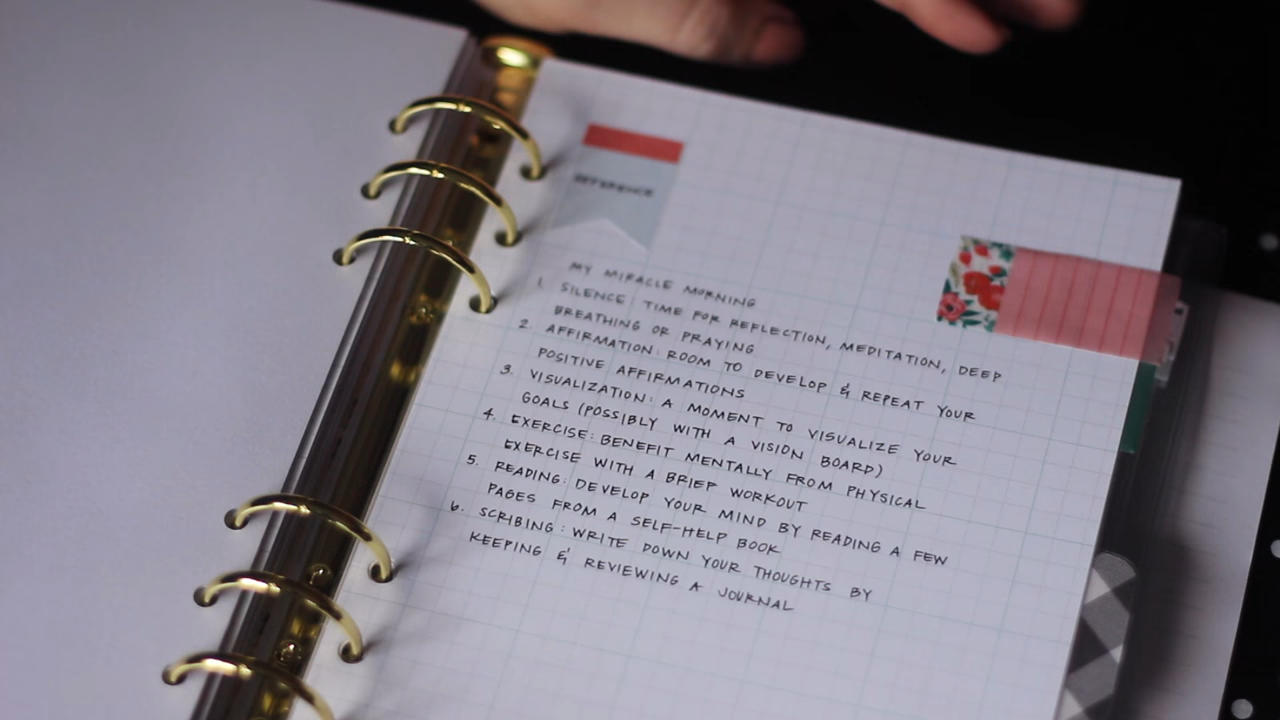 REFERENCE
MY MIRACLE MORNING
1. SILENCE: TIME FOR REFLECTION, MEDITATION, DEEP
BREATHING OR PRAYING
2. AFFIRMATION: ROOM TO DEVELOP & REPEAT YOUR
POSITIVE AFFIRMATIONS
3. VISUALIZATION: A MOMENT TO VISUALIZE YOUR
GOALS (POSSIBLY WITH A VISION BOARD)
4. EXERCISE: BENEFIT MENTALLY FROM PHYSICAL
EXERCISE WITH A BRIEF WORKOUT
5. READING: DEVELOP YOUR MIND BY READING A FEW
PAGES FROM A SELF-HELP BOOK
6. SCRIBING: WRITE DOWN YOUR THOUGHTS BY
KEEPING & REVIEWING A JOURNAL